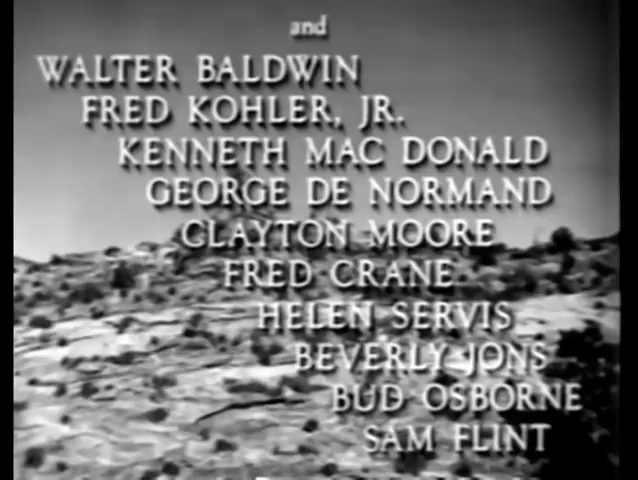 and
WALTER BALDWIN
FRED KOHLER, JR.
KENNETH MAC DONALD
GEORGE DE NORMAND
CLAYTON MOORE
FRED CRANE
HELEN SERVIS
BEVERLY JONS
BUD OSBORNE
SAM FLINT